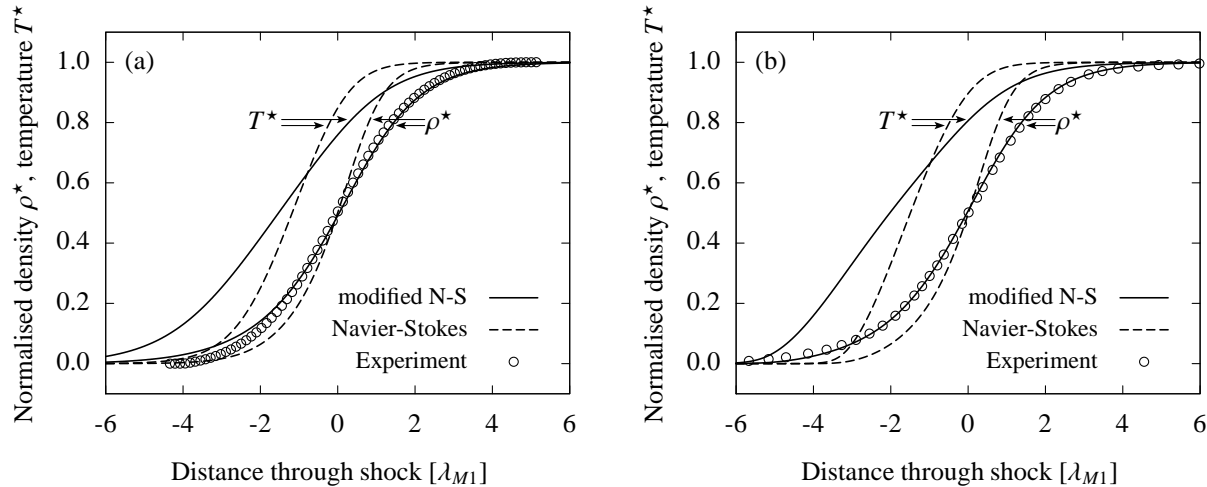 Normalised density ρ★, temperature T★
(a)
1.0
0.8
0.6
0.4
0.2
0.0
T★
ρ★
modified N-S
Navier-Stokes
Experiment
-6 -4 -2 0 2 4 6
Distance through shock [λM1]
Normalised density ρ★, temperature T★
(b)
1.0
0.8
0.6
0.4
0.2
0.0
T★
ρ★
modified N-S
Navier-Stokes
Experiment
-6 -4 -2 0 2 4 6
Distance through shock [λM1]